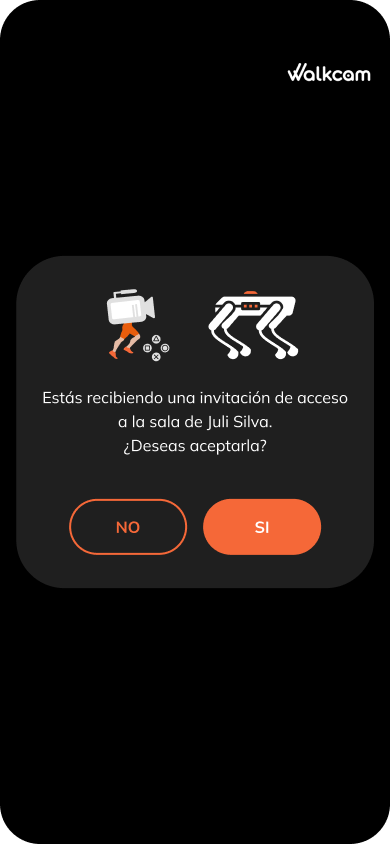 Walkcam
Estás recibiendo una invitación de acceso
a la sala de Juli Silva.
¿Deseas aceptarla?
NO
SI